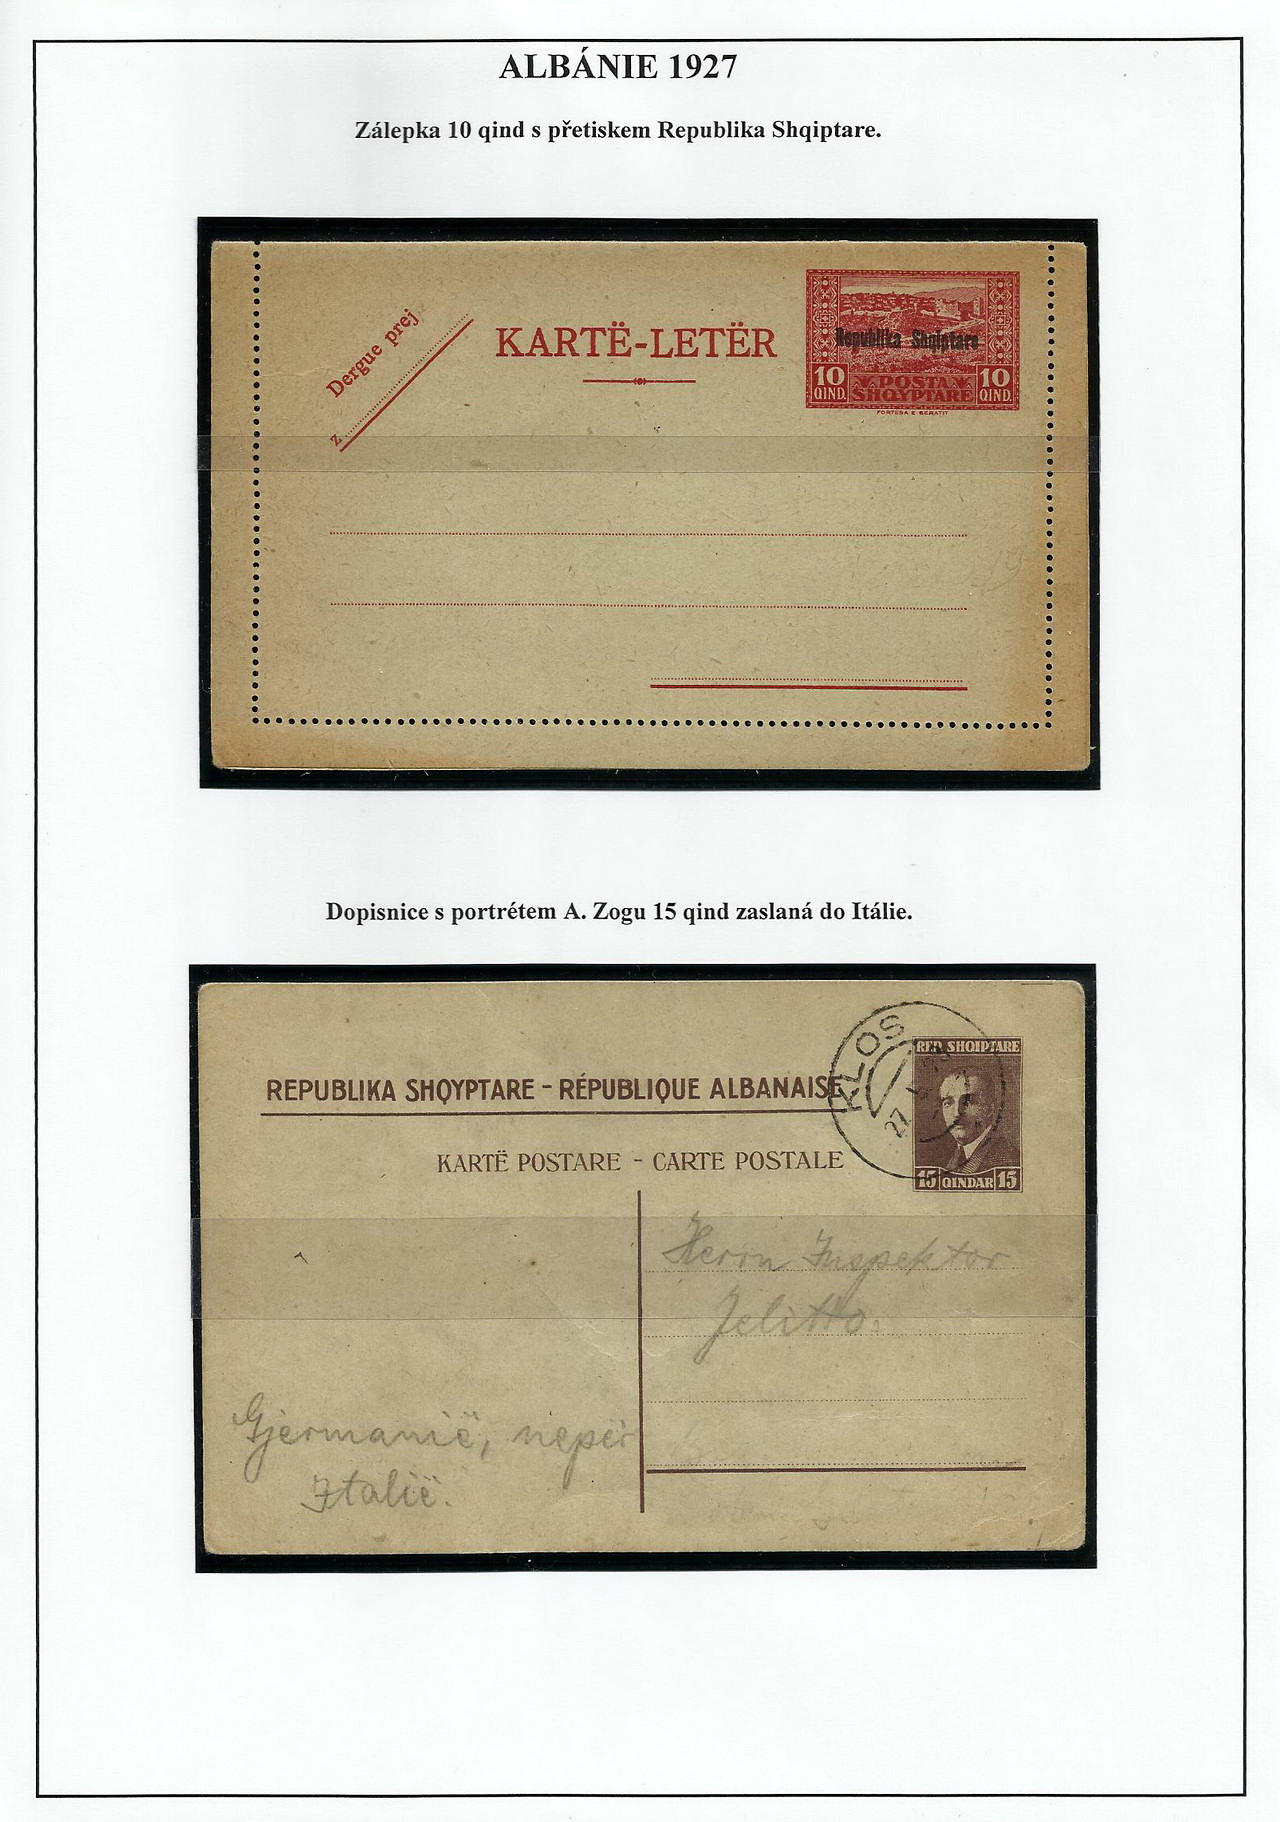 ALBÁNIE 1927
Zálepka 10 qind s přetiskem Republika Shqiptare.
Dergue prej
z
KARTË-LETËR
Republika Shqiptare
10 QIND.
POSTA
SHQYPTARE
10 QIND.
FORTESA E BERATIT
Dopisnice s portrétem A. Zogu 15 qind zaslaná do Itálie.
KLOS
27
REP. SHQIPTARE
REPUBLIKA SHQYPTARE - RÉPUBLIQUE ALBANAISE
KARTË POSTARE - CARTE POSTALE
15 QINDAR 15
Herrn Inspektor
Jelitto.
Gjermanië, nepër
Italië.